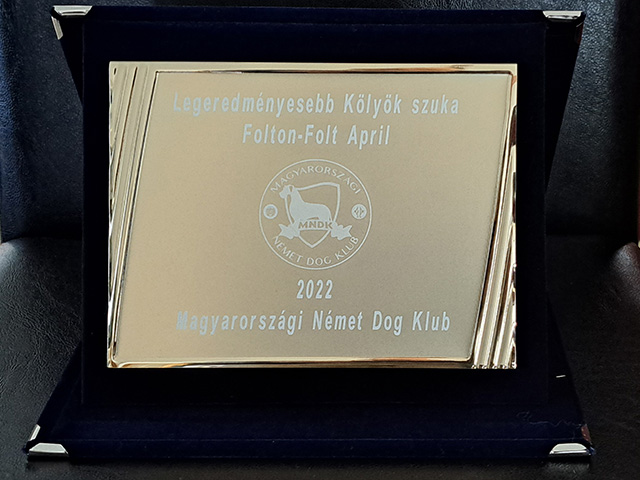 Legeredményesebb Kölyök szuka
Folton-Folt April
MAGYARORSZÁGI
MNDK
NÉMET DOG KLUB
2022
Magyarországi Német Dog Klub